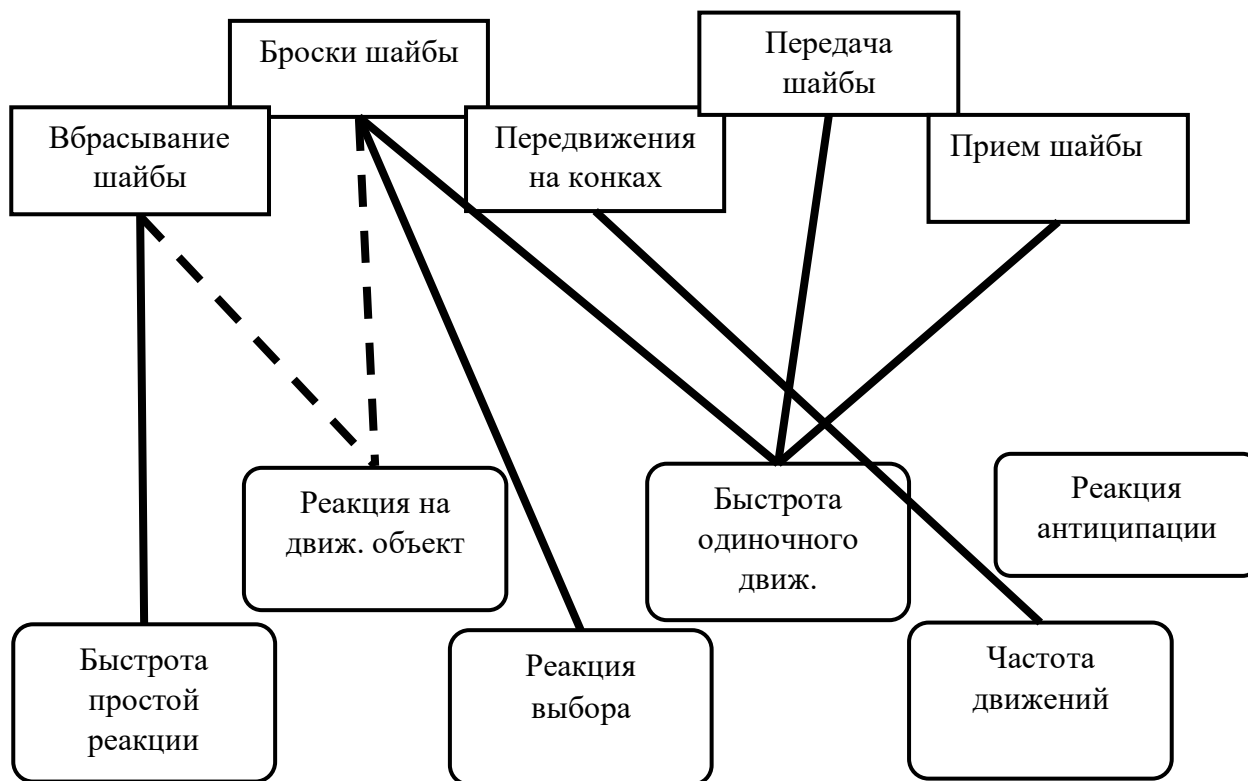 Броски шайбы
Передача
шайбы
Вбрасывание
шайбы
Передвижения
на конках
Прием шайбы
Реакция на
движ. объект
Быстрота
одиночного
движ.
Реакция
антиципации
Быстрота
простой
реакции
Реакция
выбора
Частота
движений